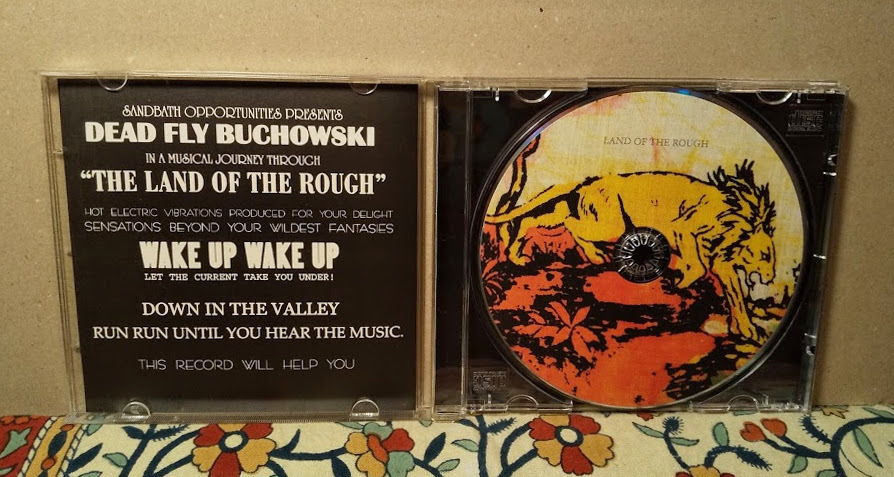 SANDBATH OPPORTUNITIES PRESENTS
DEAD FLY BUCHOWSKI
IN A MUSICAL JOURNEY THROUGH
“THE LAND OF THE ROUGH”
HOT ELECTRIC VIBRATIONS PRODUCED FOR YOUR DELIGHT
SENSATIONS BEYOND YOUR WILDEST FANTASIES
WAKE UP WAKE UP
LET THE CURRENT TAKE YOU UNDER!
DOWN IN THE VALLEY
RUN RUN UNTIL YOU HEAR THE MUSIC.
THIS RECORD WILL HELP YOU
LAND OF THE ROUGH